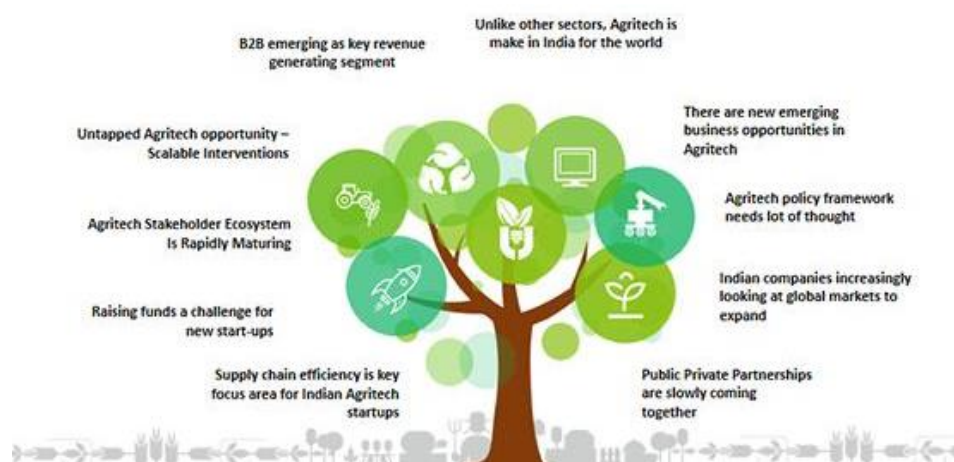 Unlike other sectors, Agritech is
make in India for the world
B2B emerging as key revenue
generating segment
There are new emerging
business opportunities in
Agritech
Untapped Agritech opportunity –
Scalable Interventions
Agritech policy framework
needs lot of thought
Agritech Stakeholder Ecosystem
Is Rapidly Maturing
Indian companies increasingly
looking at global markets to
expand
Raising funds a challenge for
new start-ups
Supply chain efficiency is key
focus area for Indian Agritech
startups
Public Private Partnerships
are slowly coming
together